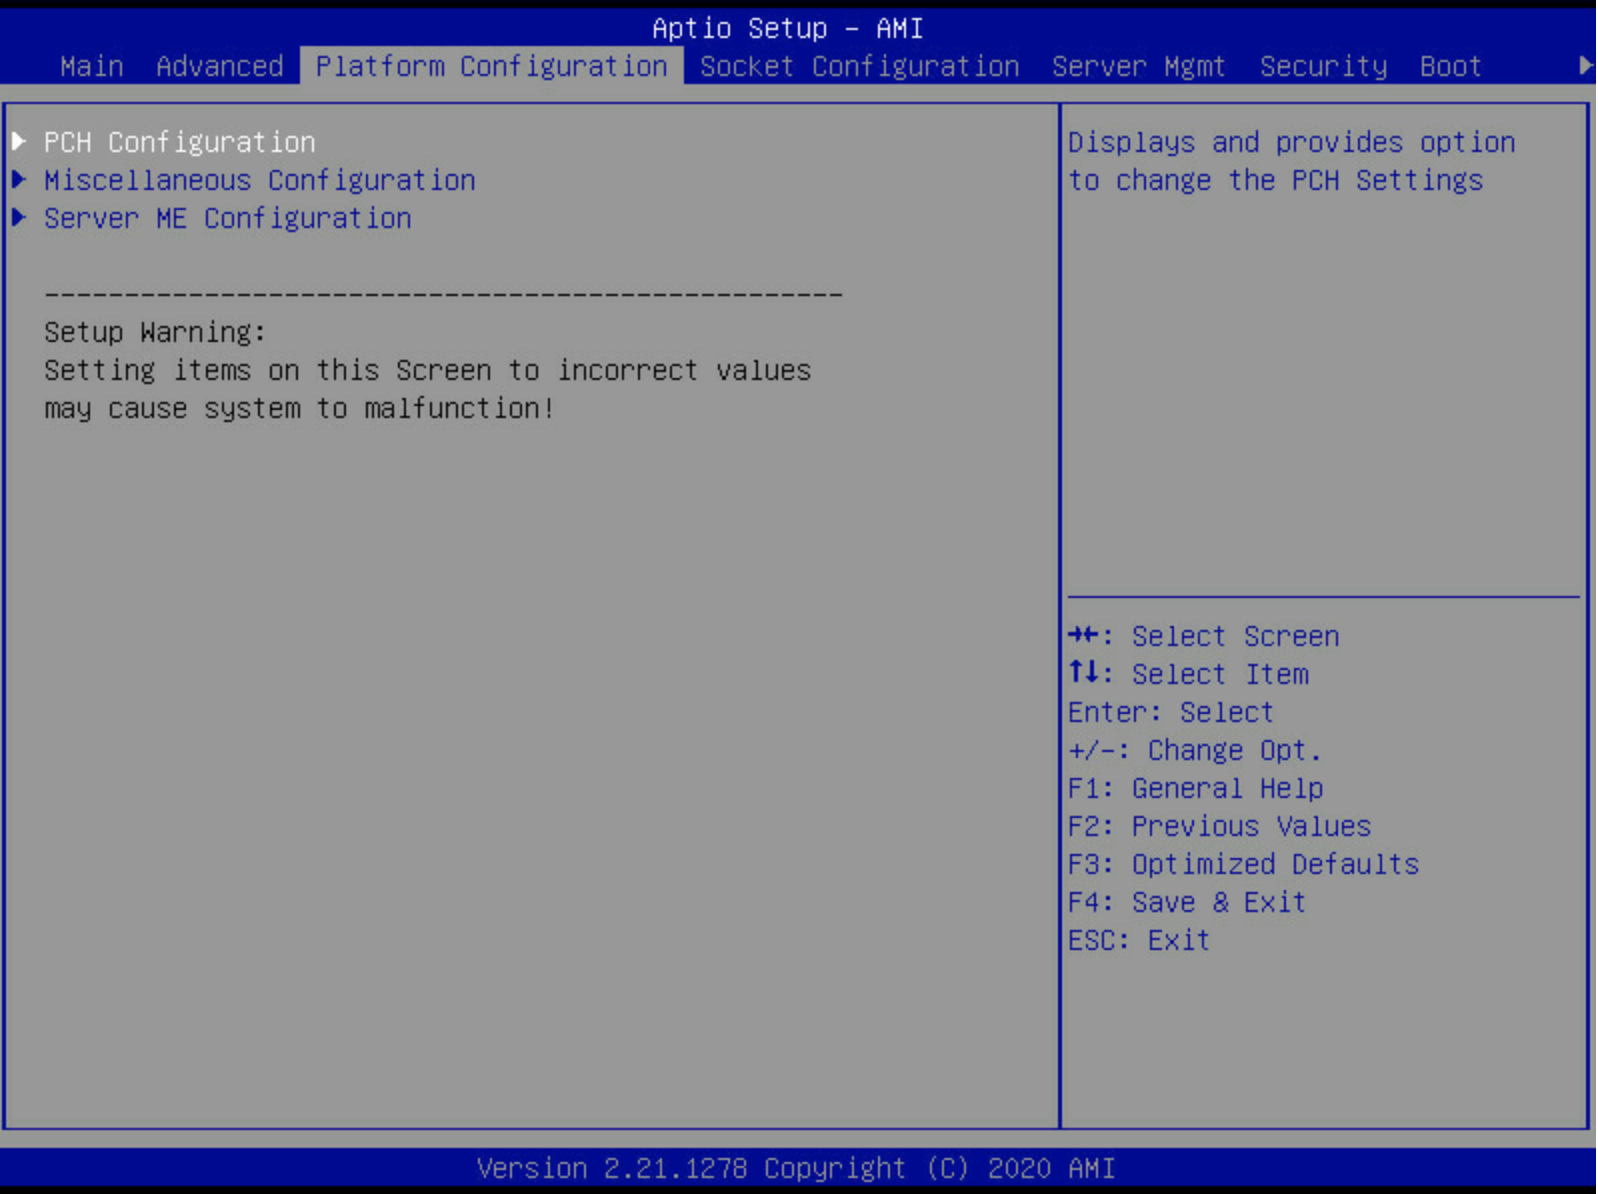 Aptio Setup – AMI
Main Advanced Platform Configuration Socket Configuration Server Mgmt Security Boot ▶
▶ PCH Configuration
▶ Miscellaneous Configuration
▶ Server ME Configuration
--------------------------------------------------
Setup Warning:
Setting items on this Screen to incorrect values
may cause system to malfunction!
Displays and provides option
to change the PCH Settings
→←: Select Screen
↑↓: Select Item
Enter: Select
+/-: Change Opt.
F1: General Help
F2: Previous Values
F3: Optimized Defaults
F4: Save & Exit
ESC: Exit
Version 2.21.1278 Copyright (C) 2020 AMI